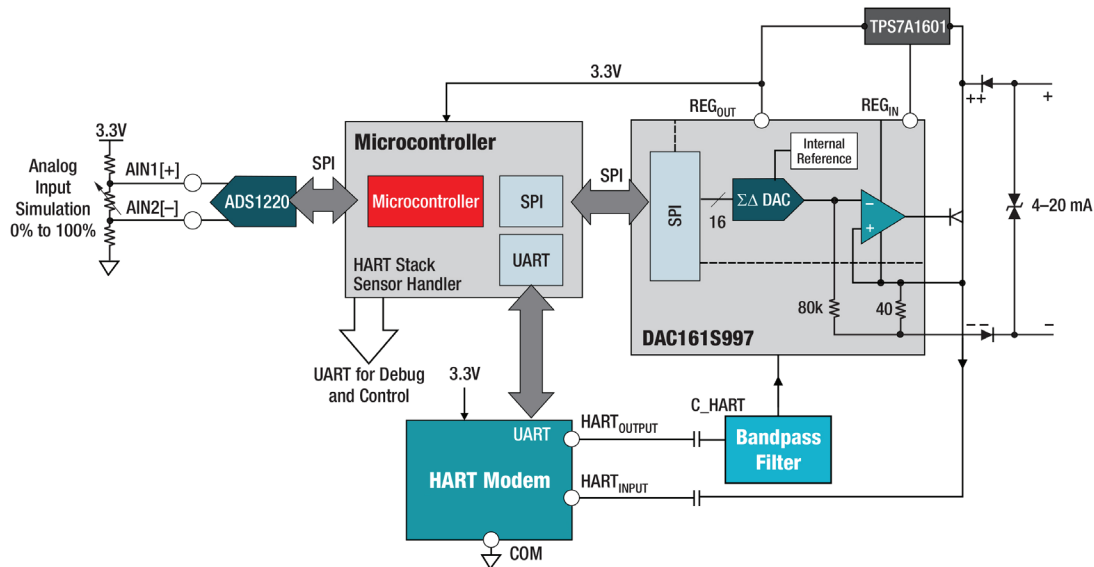 TPS7A1601
3.3V
REGOUT
REGIN
++
+
3.3V
Analog
Input
Simulation
0% to 100%
AIN1[+]
AIN2[–]
ADS1220
SPI
Microcontroller
Microcontroller
SPI
UART
HART Stack
Sensor Handler
SPI
SPI
16
ΣΔ DAC
Internal
Reference
–
+
80k
40
DAC161S997
4–20 mA
– –
–
UART for Debug
and Control
3.3V
UART
HART Modem
HARTOUTPUT
HARTINPUT
C_HART
Bandpass
Filter
COM